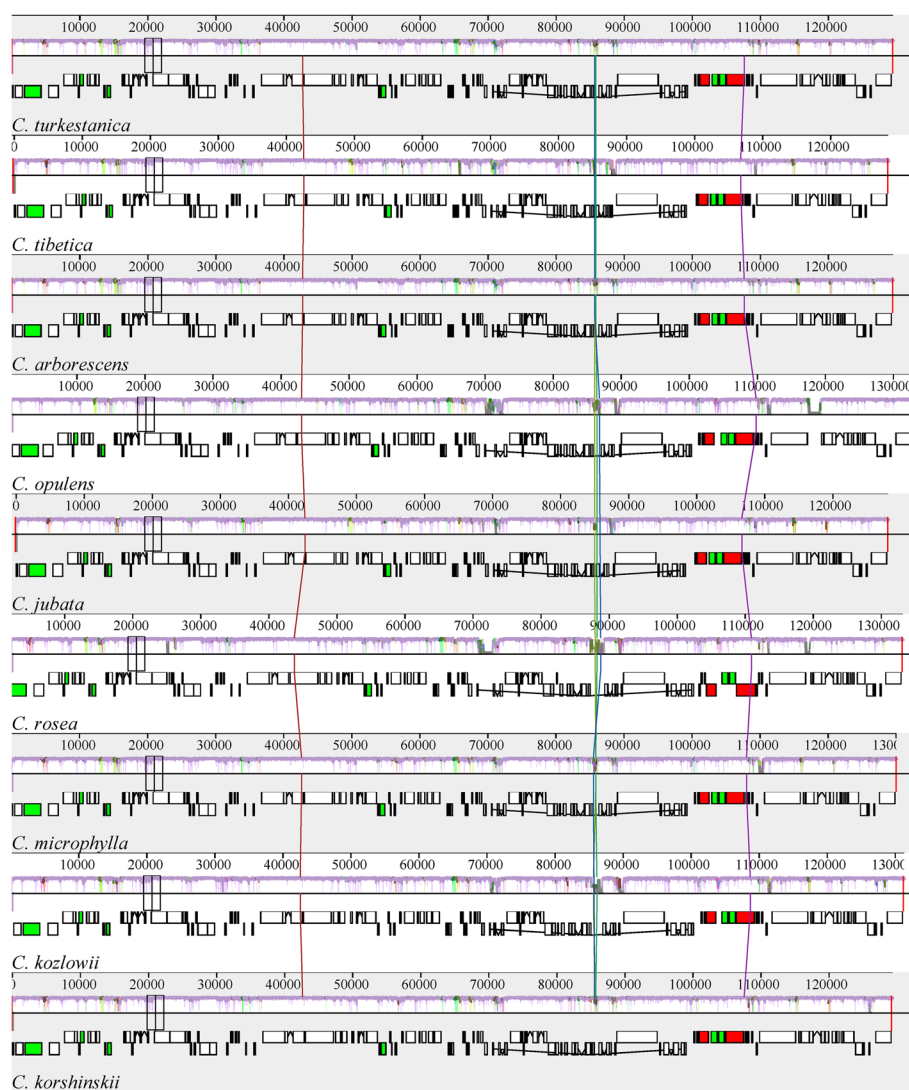 10000 20000 30000 40000 50000 60000 70000 80000 90000 100000 110000 120000
C. turkestanica
0 10000 20000 30000 40000 50000 60000 70000 80000 90000 100000 110000 120000
C. tibetica
10000 20000 30000 40000 50000 60000 70000 80000 90000 100000 110000 120000
C. arborescens
10000 20000 30000 40000 50000 60000 70000 80000 90000 100000 110000 120000 130000
C. opulens
0 10000 20000 30000 40000 50000 60000 70000 80000 90000 100000 110000 120000
C. jubata
10000 20000 30000 40000 50000 60000 70000 80000 90000 100000 110000 120000 130000
C. rosea
10000 20000 30000 40000 50000 60000 70000 80000 90000 100000 110000 120000
C. microphylla
10000 20000 30000 40000 50000 60000 70000 80000 90000 100000 110000 120000
C. kozlowii
0 10000 20000 30000 40000 50000 60000 70000 80000 90000 100000 110000 120000
C. korshinskii